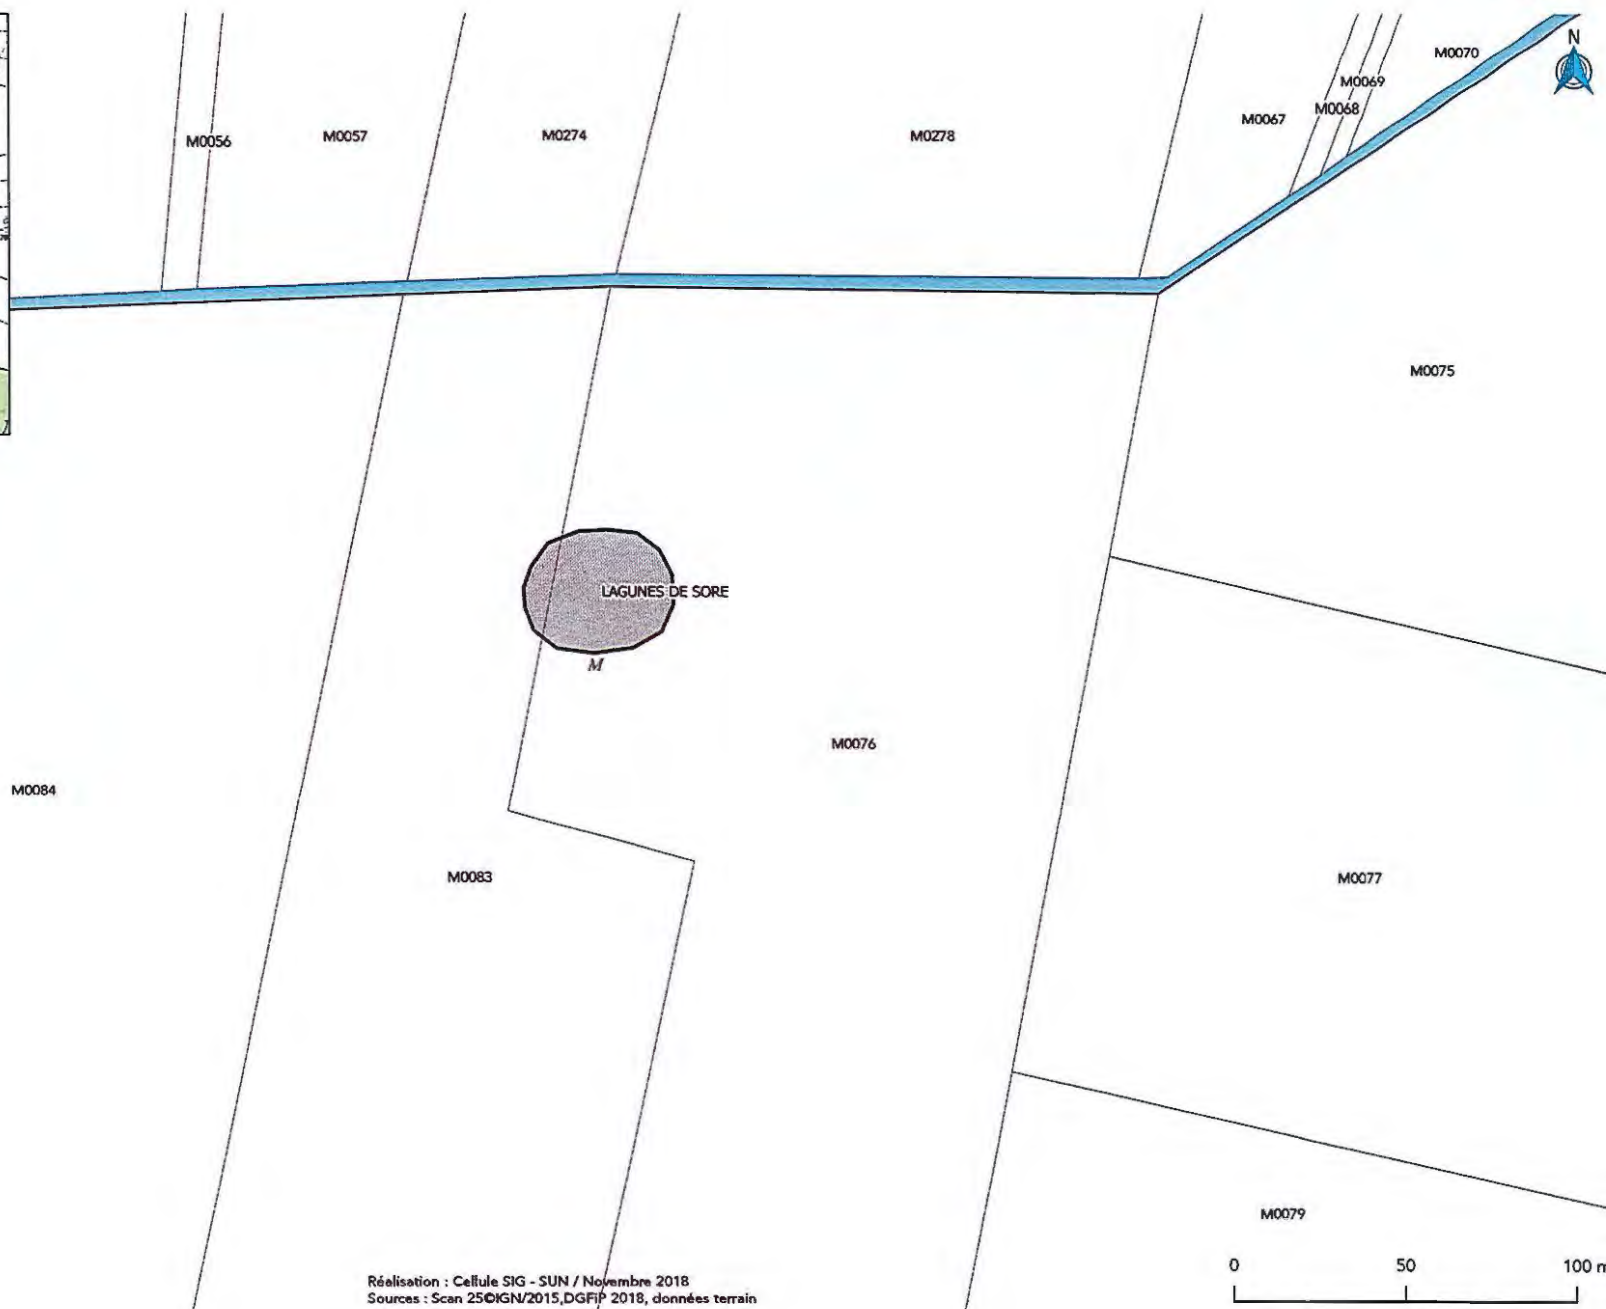 N
M0070
M0069
M0068
M0067
M0056
M0057
M0274
M0278
M0075
LAGUNES DE SORE
M
M0076
M0084
M0083
M0077
M0079
0 50 100 m
Réalisation : Cellule SIG - SUN / Novembre 2018
Sources : Scan 25©IGN/2015,DGFiP 2018, données terrain